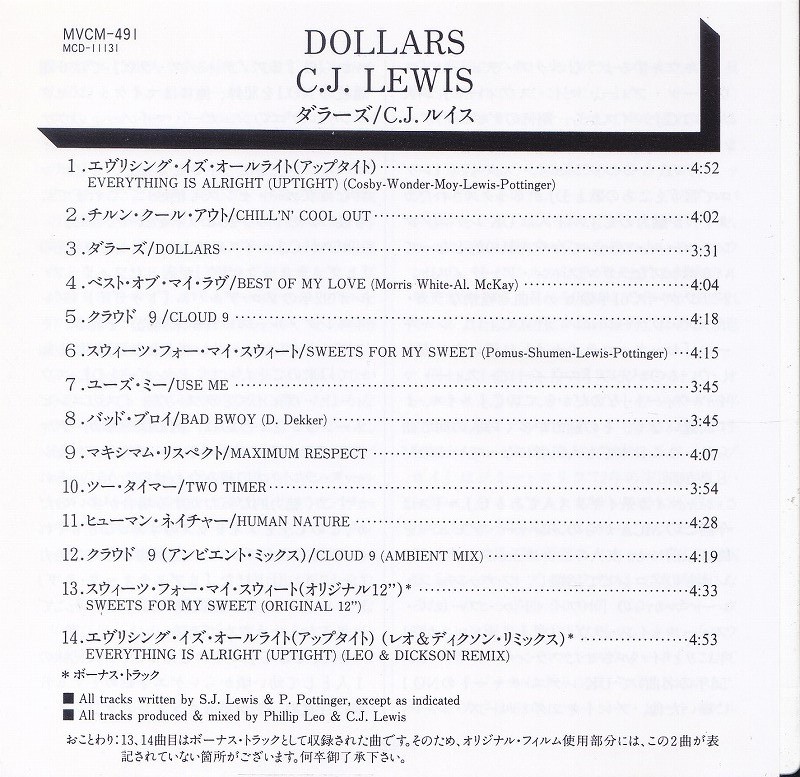 MVCM-491
MCD-11131
DOLLARS
C.J. LEWIS
ダラーズ/C.J. ルイス
1. エヴリシング・イズ・オールライト(アップタイト) 4:52
EVERYTHING IS ALRIGHT (UPTIGHT) (Cosby-Wonder-Moy-Lewis-Pottinger)
2. チルン・クール・アウト/CHILL'N' COOL OUT 4:02
3. ダラーズ/DOLLARS 3:31
4. ベスト・オブ・マイ・ラヴ/BEST OF MY LOVE (Morris White-Al. McKay) 4:04
5. クラウド 9/CLOUD 9 4:18
6. スウィーツ・フォー・マイ・スウィート/SWEETS FOR MY SWEET (Pomus-Shumen-Lewis-Pottinger) 4:15
7. ユーズ・ミー/USE ME 3:45
8. バッド・ブロイ/BAD BWOY (D. Dekker) 3:45
9. マキシマム・リスペクト/MAXIMUM RESPECT 4:07
10. ツー・タイマー/TWO TIMER 3:54
11. ヒューマン・ネイチャー/HUMAN NATURE 4:28
12. クラウド 9 (アンビエント・ミックス)/CLOUD 9 (AMBIENT MIX) 4:19
13. スウィーツ・フォー・マイ・スウィート(オリジナル12")* 4:33
SWEETS FOR MY SWEET (ORIGINAL 12")
14. エヴリシング・イズ・オールライト(アップタイト) (レオ&ディクソン・リミックス)* 4:53
EVERYTHING IS ALRIGHT (UPTIGHT) (LEO & DICKSON REMIX)
*ボーナス・トラック
■ All tracks written by S.J. Lewis & P. Pottinger, except as indicated
■ All tracks produced & mixed by Phillip Leo & C.J. Lewis
おことわり:13、14曲目はボーナス・トラックとして収録された曲です。そのため、オリジナル・フィルム使用部分には、この2曲が表
記されていない箇所がございます。何卒御了承下さい。